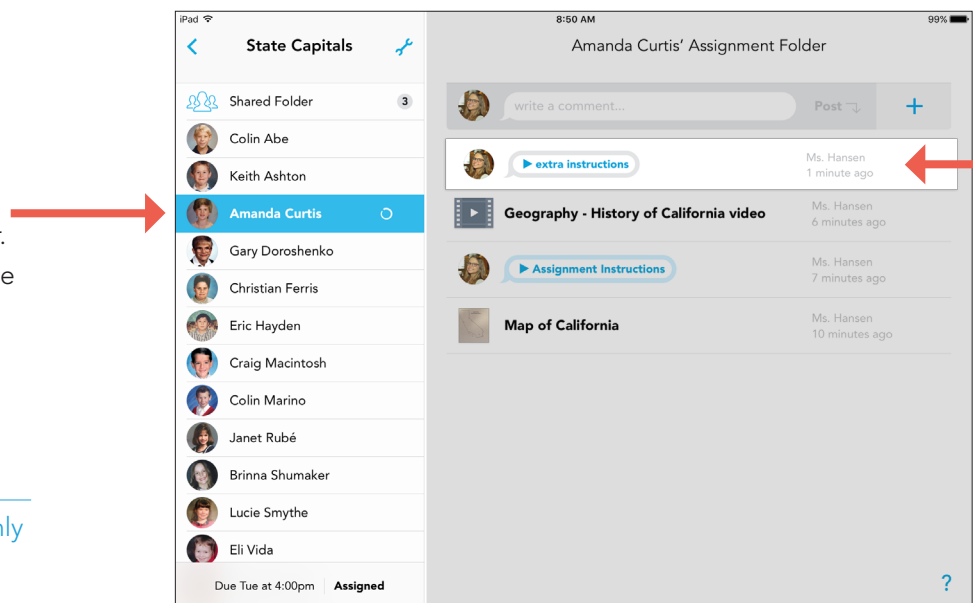 iPad
8:50 AM
99%
State Capitals
Amanda Curtis’ Assignment Folder
Shared Folder
3
write a comment...
Post
+
Colin Abe
Keith Ashton
extra instructions
Ms. Hansen
1 minute ago
Amanda Curtis
Geography - History of California video
Ms. Hansen
6 minutes ago
r.
Gary Doroshenko
e
Christian Ferris
Assignment Instructions
Ms. Hansen
7 minutes ago
Eric Hayden
Map of California
Ms. Hansen
10 minutes ago
Craig Macintosh
Colin Marino
Janet Rubé
Brinna Shumaker
Lucie Smythe
nly
Eli Vida
Due Tue at 4:00pm
Assigned
?